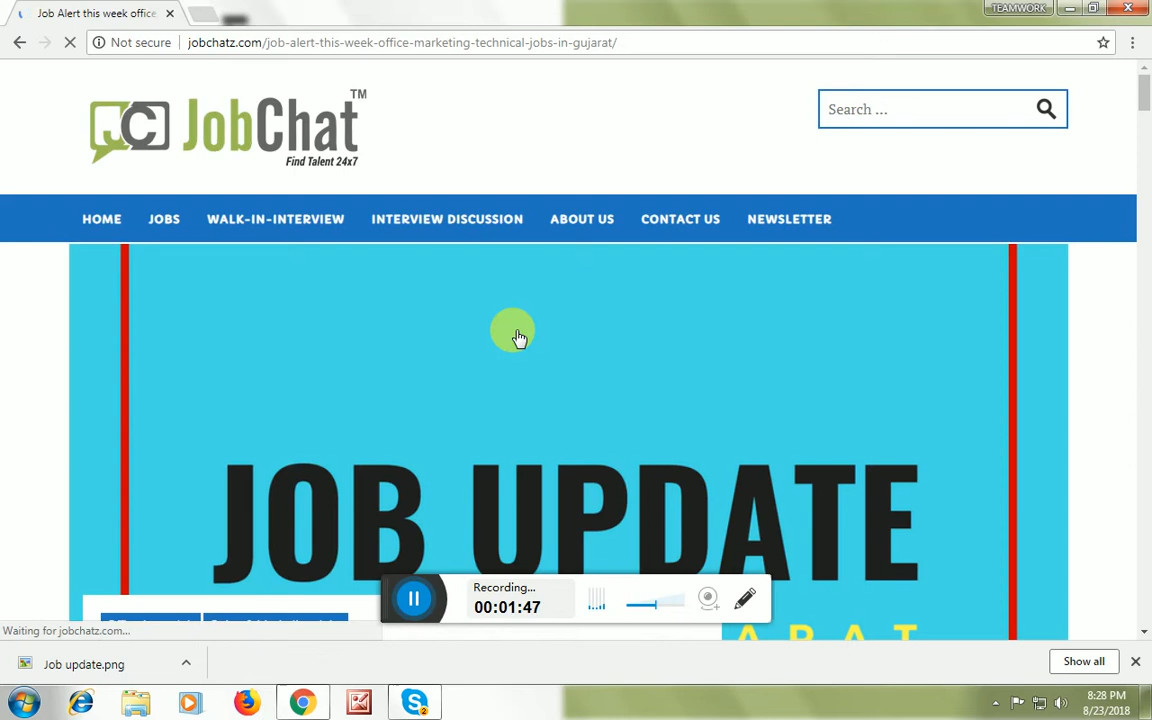 Job Alert this week office
TEAMWORK
Not secure
jobchatz.com/job-alert-this-week-office-marketing-technical-jobs-in-gujarat/
JC JobChat TM
Find Talent 24x7
Search ...
HOME JOBS WALK-IN-INTERVIEW INTERVIEW DISCUSSION ABOUT US CONTACT US NEWSLETTER
JOB UPDATE
ARAT
Recording...
00:01:47
Waiting for jobchatz.com...
Job update.png
Show all
2
8:28 PM
8/23/2018